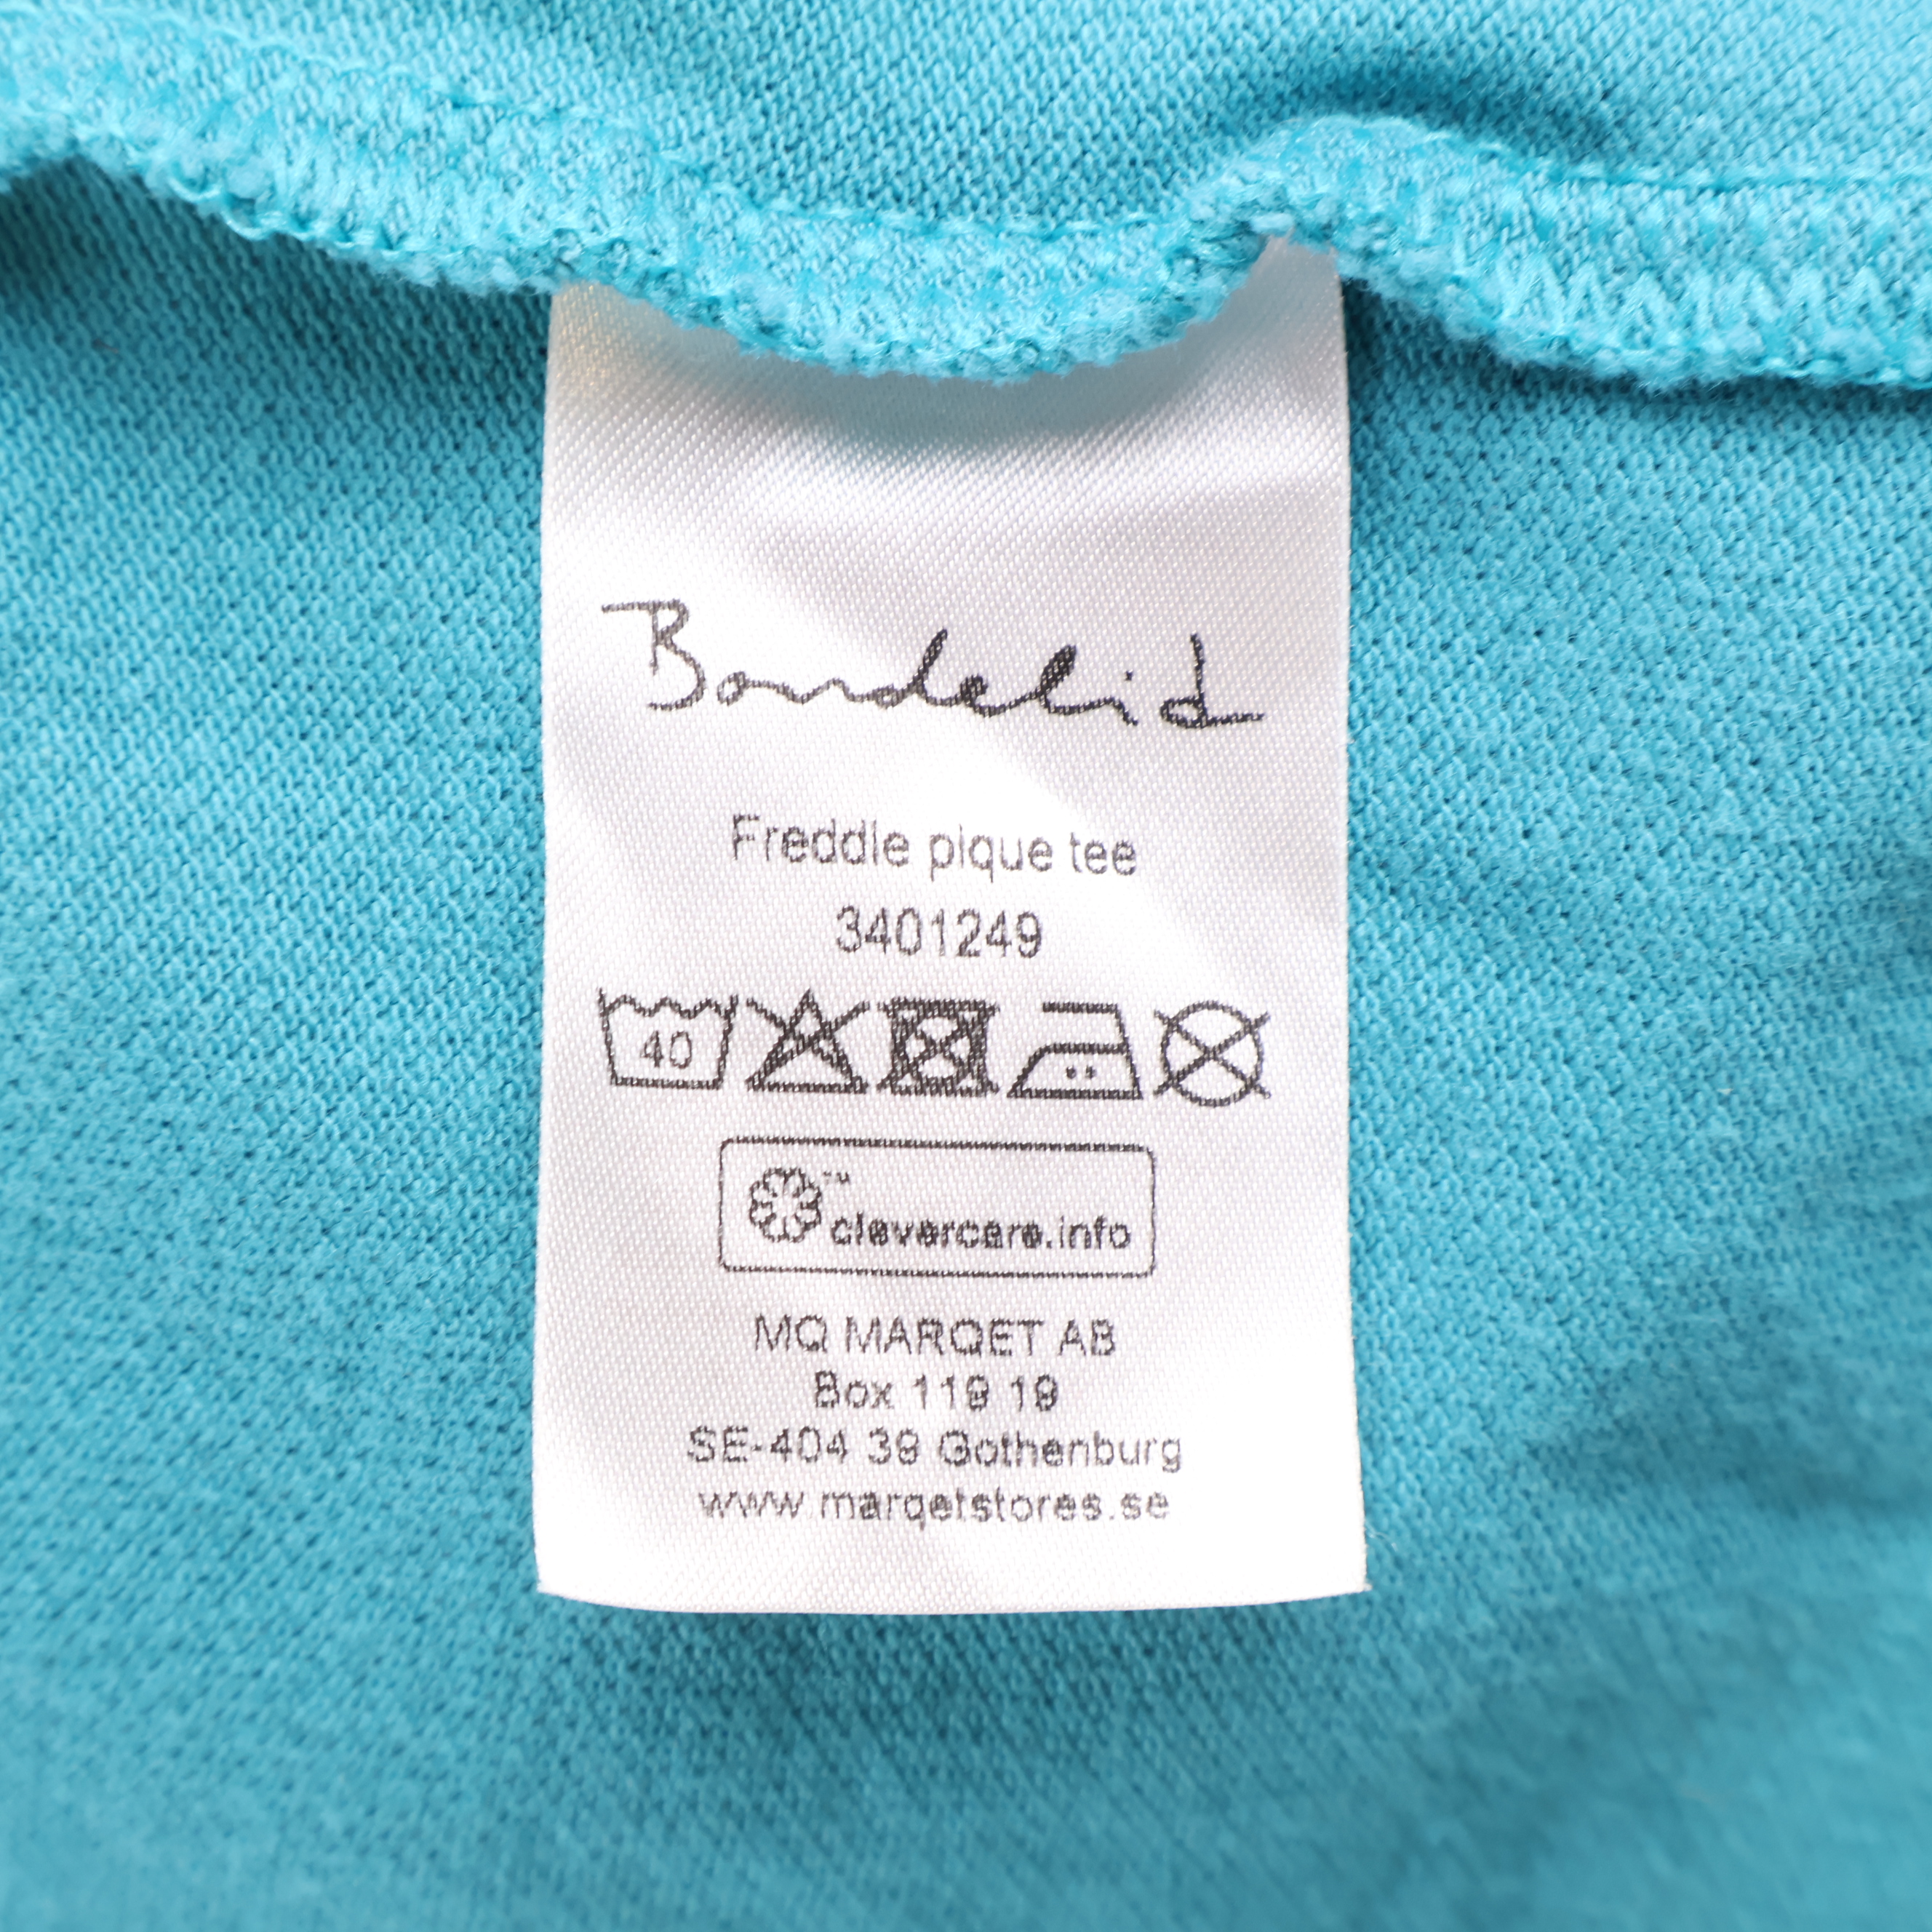 Bondelid
Freddie pique tee
3401249
40
™
clevercare.info
MQ MARQET AB
Box 119 19
SE-404 39 Gothenburg
www.marqetstores.se